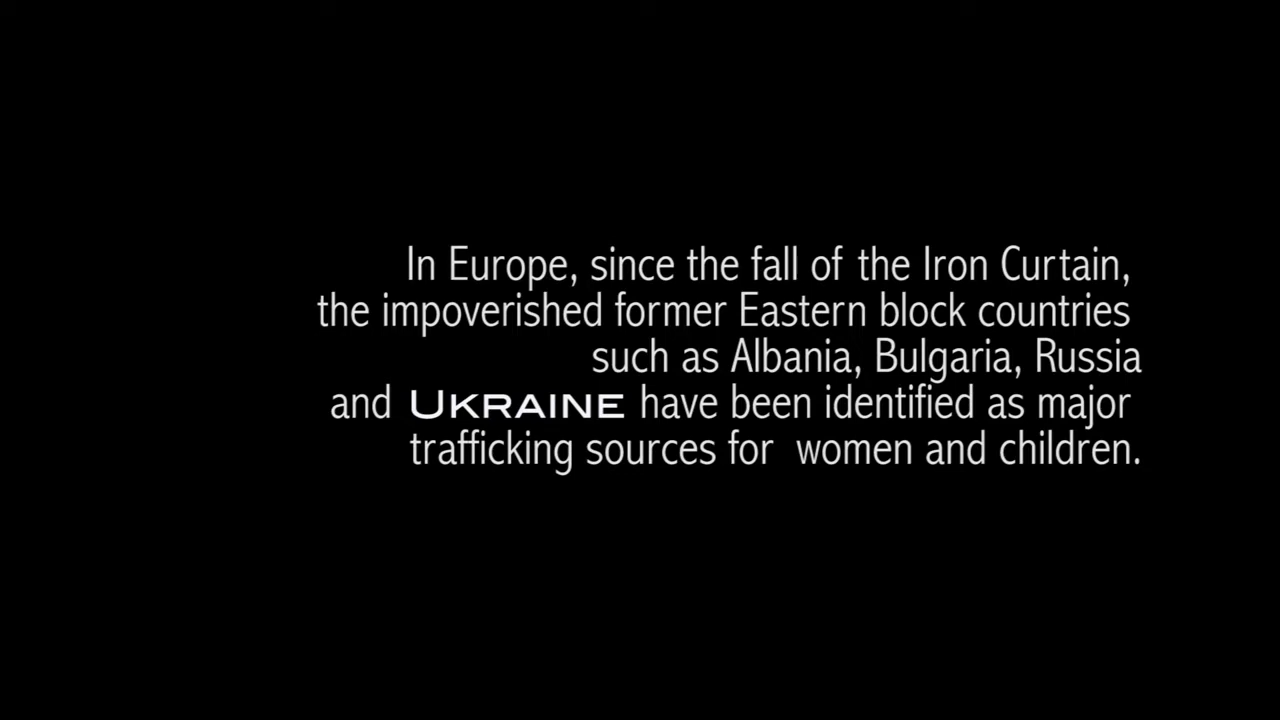 In Europe, since the fall of the Iron Curtain,
the impoverished former Eastern block countries
such as Albania, Bulgaria, Russia
and UKRAINE have been identified as major
trafficking sources for women and children.